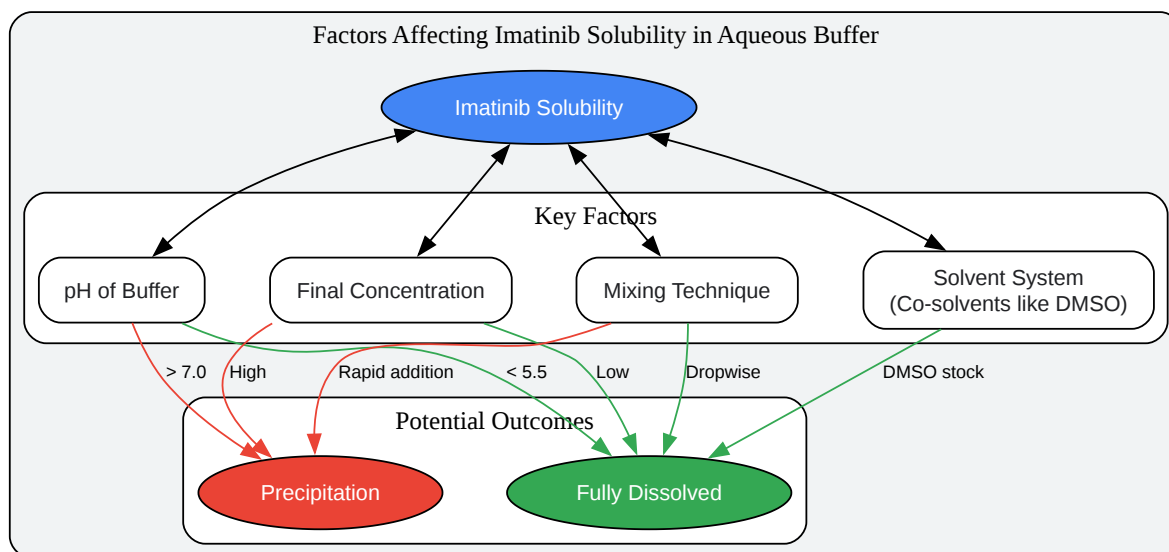 Factors Affecting Imatinib Solubility in Aqueous Buffer
Imatinib Solubility
Key Factors
pH of Buffer
Final Concentration
Mixing Technique
Solvent System
(Co-solvents like DMSO)
> 7.0
High
Rapid addition
< 5.5
Low
Dropwise
DMSO stock
Potential Outcomes
Precipitation
Fully Dissolved